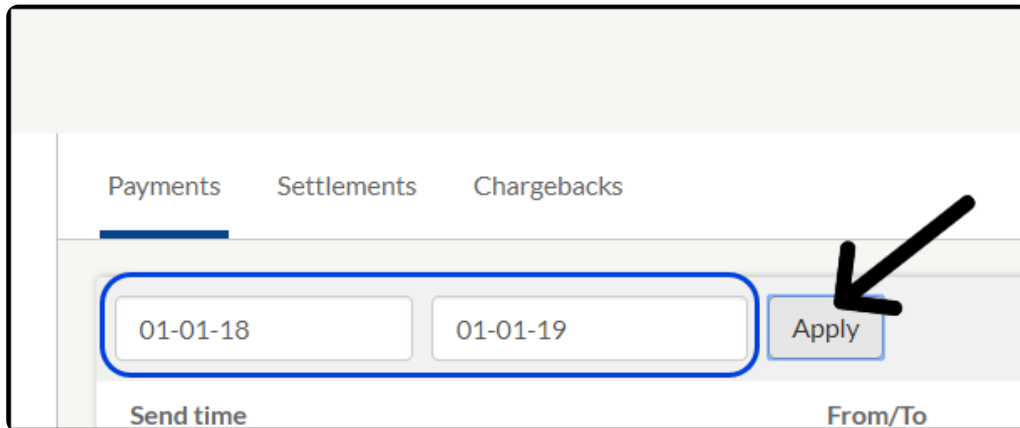 Payments Settlements Chargebacks
01-01-18 01-01-19 Apply
Send time From/To